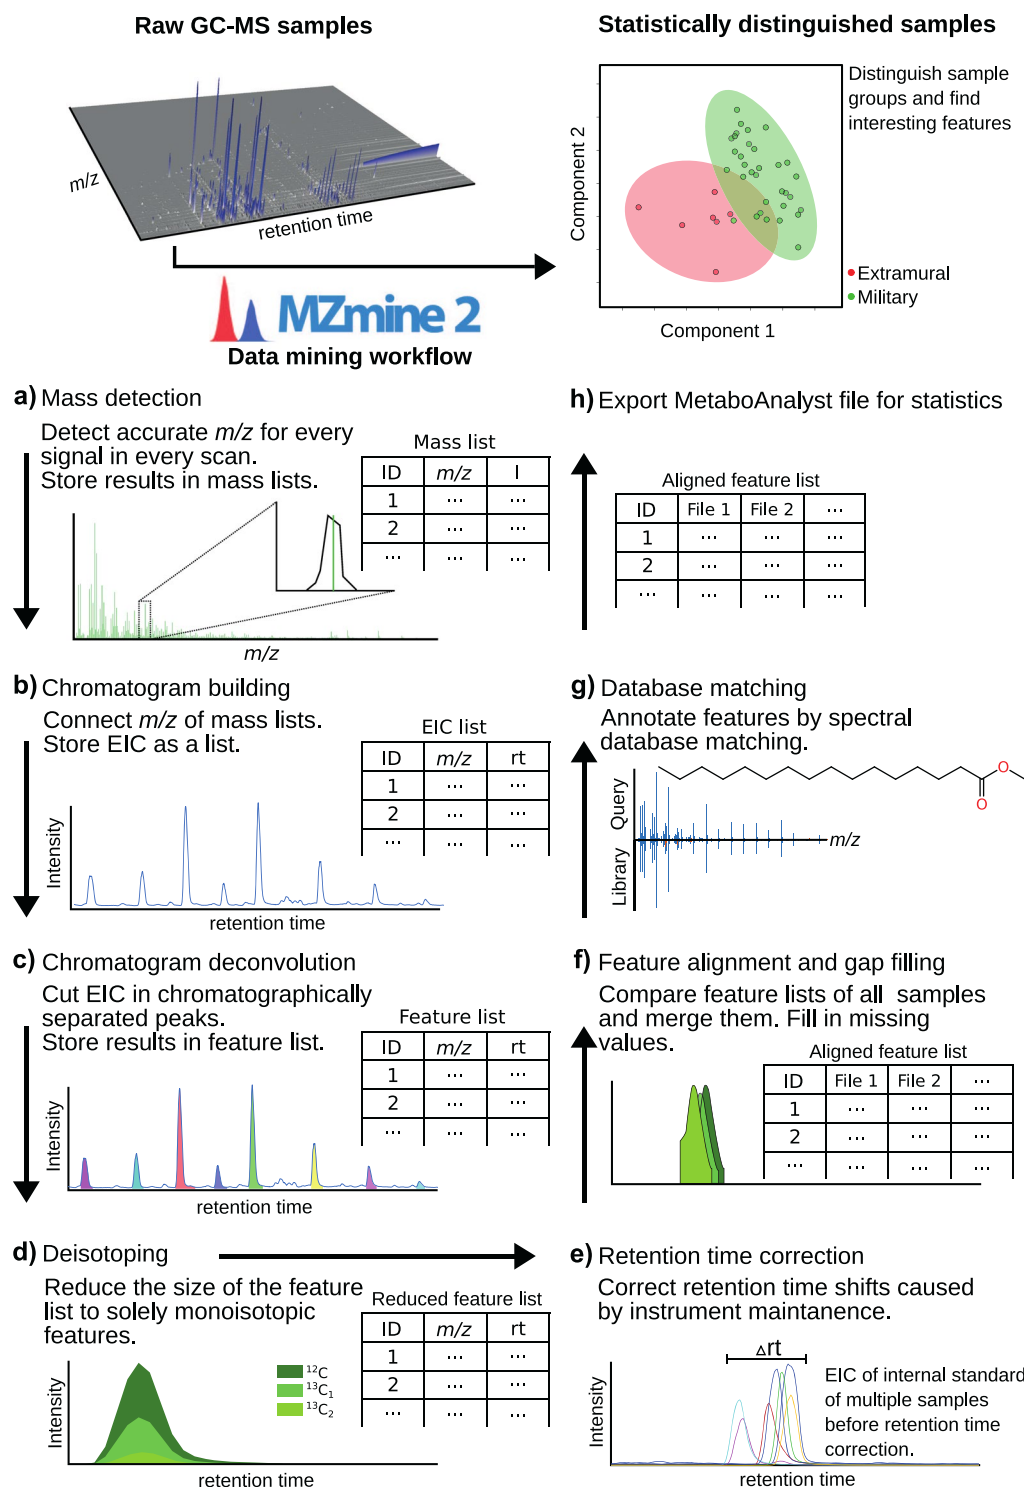 Raw GC-MS samples
m/z
retention time
MZmine 2
Data mining workflow
Statistically distinguished samples
Component 2
Component 1
Distinguish sample
groups and find
interesting features
Extramural
Military
a) Mass detection
Detect accurate m/z for every
signal in every scan.
Store results in mass lists.
Mass list
ID m/z I
1 ... ...
2 ... ...
... ... ...
m/z
b) Chromatogram building
Connect m/z of mass lists.
Store EIC as a list.
EIC list
ID m/z rt
1 ... ...
2 ... ...
... ... ...
Intensity
retention time
c) Chromatogram deconvolution
Cut EIC in chromatographically
separated peaks.
Store results in feature list.
Feature list
ID m/z rt
1 ... ...
2 ... ...
... ... ...
Intensity
retention time
d) Deisotoping
Reduce the size of the feature
list to solely monoisotopic
features.
Reduced feature list
ID m/z rt
1 ... ...
2 ... ...
... ... ...
¹²C
¹³C₁
¹³C₂
Intensity
retention time
h) Export MetaboAnalyst file for statistics
Aligned feature list
ID File 1 File 2 ...
1 ... ... ...
2 ... ... ...
... ... ... ...
g) Database matching
Annotate features by spectral
database matching.
O
O
Query
Library
m/z
f) Feature alignment and gap filling
Compare feature lists of all samples
and merge them. Fill in missing
values.
Aligned feature list
ID File 1 File 2 ...
1 ... ... ...
2 ... ... ...
... ... ... ...
e) Retention time correction
Correct retention time shifts caused
by instrument maintanence.
Δrt
EIC of internal standard
of multiple samples
before retention time
correction.
Intensity
retention time